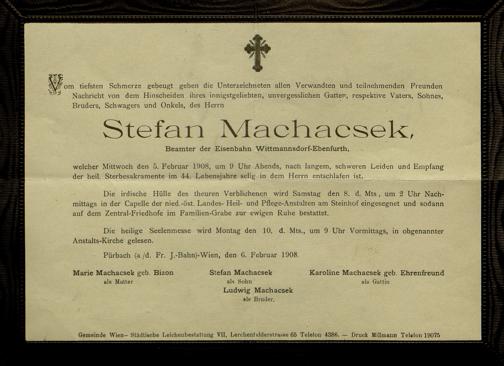 Vom tiefsten Schmerze gebeugt geben die Unterzeichneten allen Verwandten und teilnehmenden Freunden
Nachricht von dem Hinscheiden ihres innigstgeliebten, unvergesslichen Gatten, respektive Vaters, Sohnes,
Bruders, Schwagers und Onkels, des Herrn
Stefan Machacsek,
Beamter der Eisenbahn Wittmannsdorf-Ebenfurth,
welcher Mittwoch den 5. Februar 1908, um 9 Uhr Abends, nach langem, schweren Leiden und Empfang
der heil. Sterbesakramente im 44. Lebensjahre selig in dem Herrn entschlafen ist.
Die irdische Hülle des theuren Verblichenen wird Samstag den 8. d. Mts., um 2 Uhr Nach-
mittags in der Capelle der nied.-öst. Landes- Heil- und Pflege-Anstalten am Steinhof eingesegnet und sodann
auf dem Zentral-Friedhofe im Familien-Grabe zur ewigen Ruhe bestattet.
Die heilige Seelenmesse wird Montag den 10. d. Mts., um 9 Uhr Vormittags, in obgenannter
Anstalts-Kirche gelesen.
Pürbach (a./d. Fr. J.-Bahn)-Wien, den 6. Februar 1908.
Marie Machacsek geb. Bizon Stefan Machacsek Karoline Machacsek geb. Ehrenfreund
als Mutter als Sohn als Gattin
Ludwig Machacsek
als Bruder.
Gemeinde Wien– Städtische Leichenbestattung VII, Lerchenfelderstrasse 65 Telefon 4386. — Druck Mißmann Telefon 19075